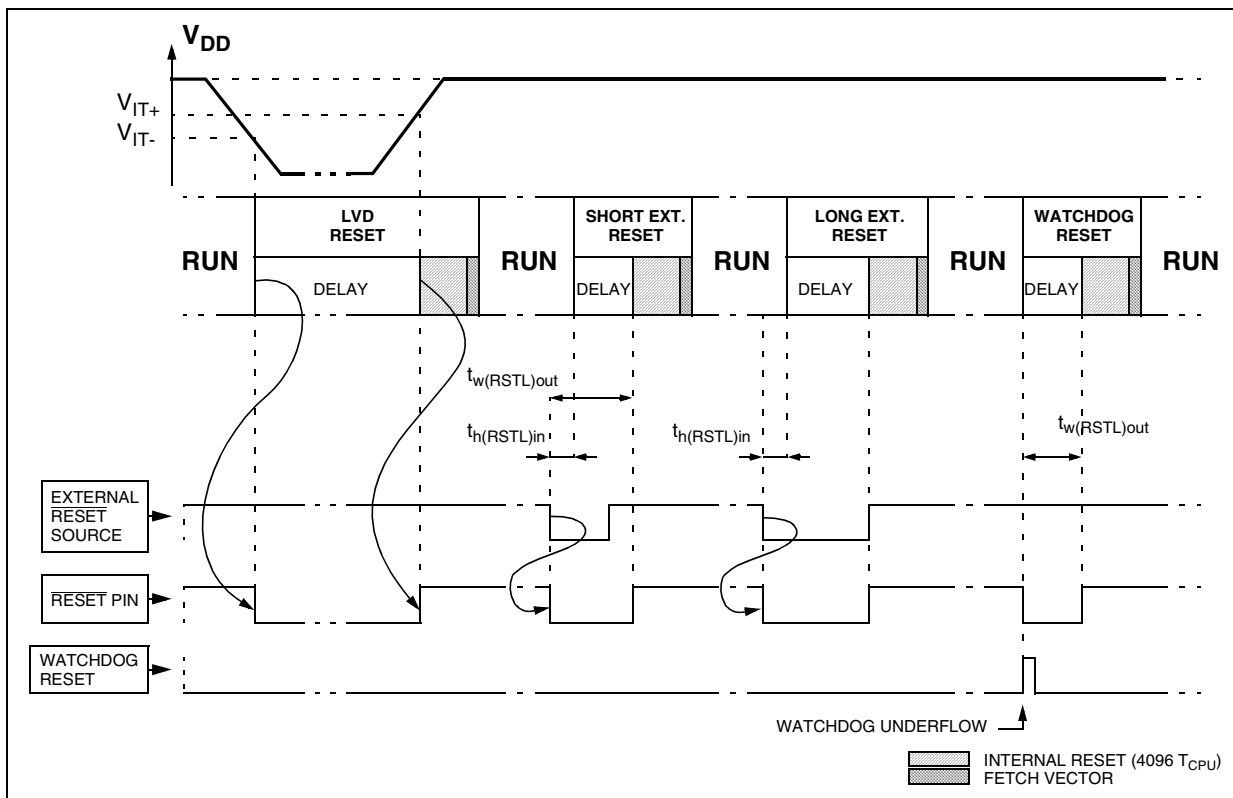 VDD
VIT+
VIT-
RUN
LVD
RESET
DELAY
RUN
SHORT EXT.
RESET
DELAY
RUN
LONG EXT.
RESET
DELAY
RUN
WATCHDOG
RESET
DELAY
RUN
tw(RSTL)out
th(RSTL)in
th(RSTL)in
tw(RSTL)out
EXTERNAL
RESET
SOURCE
RESET PIN
WATCHDOG
RESET
WATCHDOG UNDERFLOW
INTERNAL RESET (4096 TCPU)
FETCH VECTOR